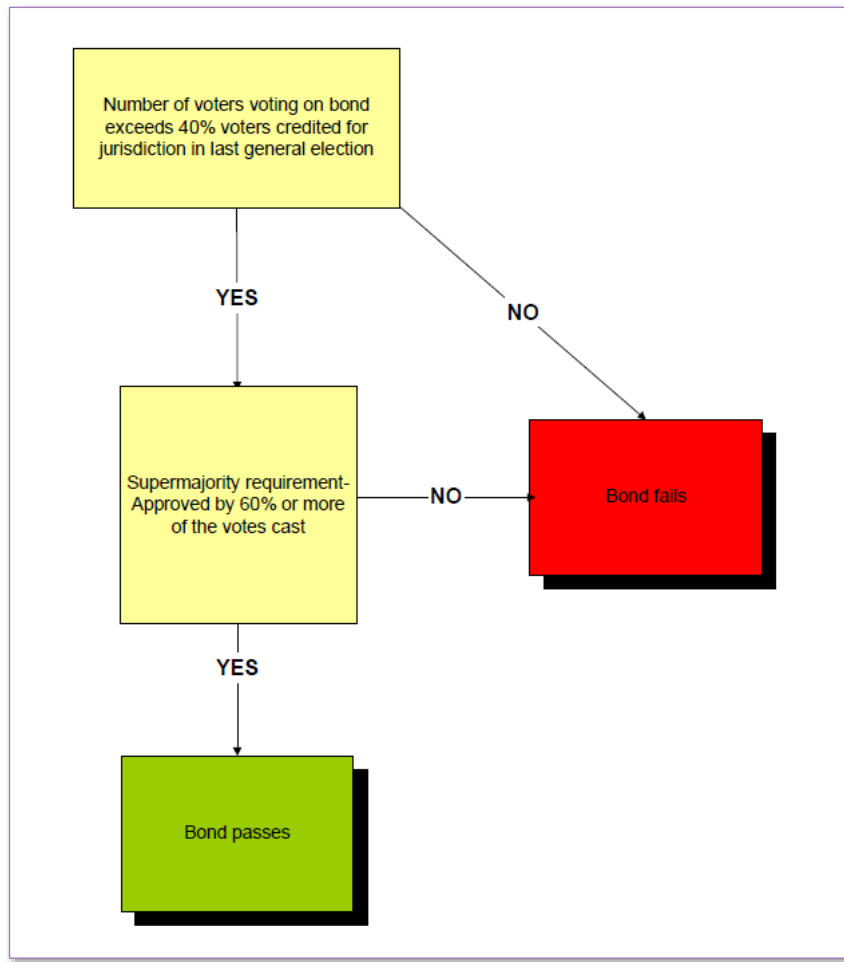 Number of voters voting on bond
exceeds 40% voters credited for
jurisdiction in last general election
YES
NO
Supermajority requirement-
Approved by 60% or more
of the votes cast
NO
Bond fails
YES
Bond passes